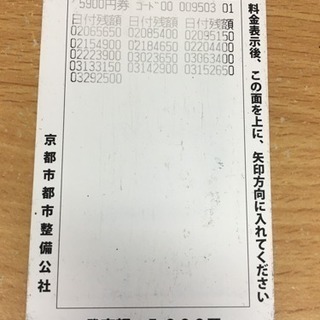 5900円券 コード00 009503 01
日付残額 日付残額 日付残額
02065650 02085400 02095150
02154900 02184650 02204400
02223900 03023650 03063400
03133150 03142900 03152650
03292500
料金表示後、この面を上に、矢印方向に入れてください
京都市都市整備公社